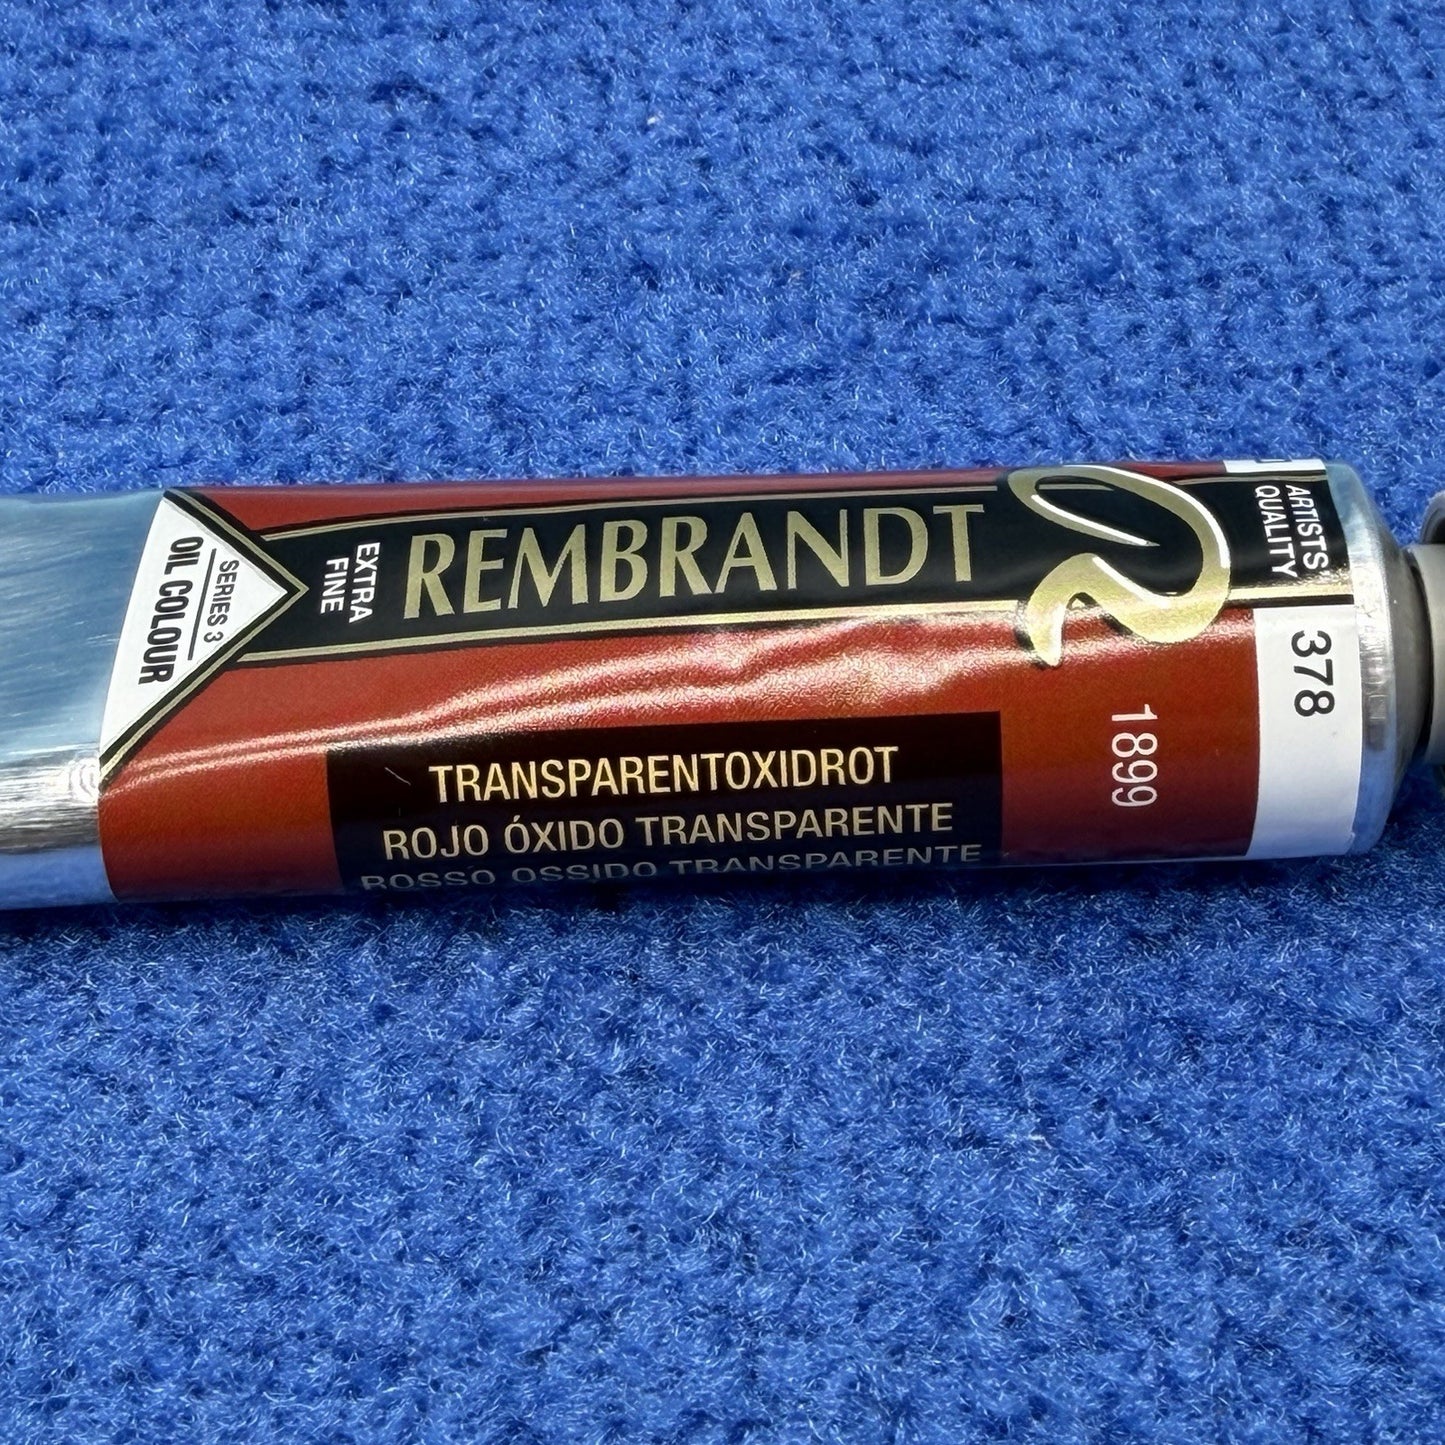 SERIES 3
OIL COLOUR
EXTRA
FINE
REMBRANDT
R
ARTISTS
QUALITY
378
1899
TRANSPARENTOXIDROT
ROJO ÓXIDO TRANSPARENTE
ROSSO OSSIDO TRANSPARENTE